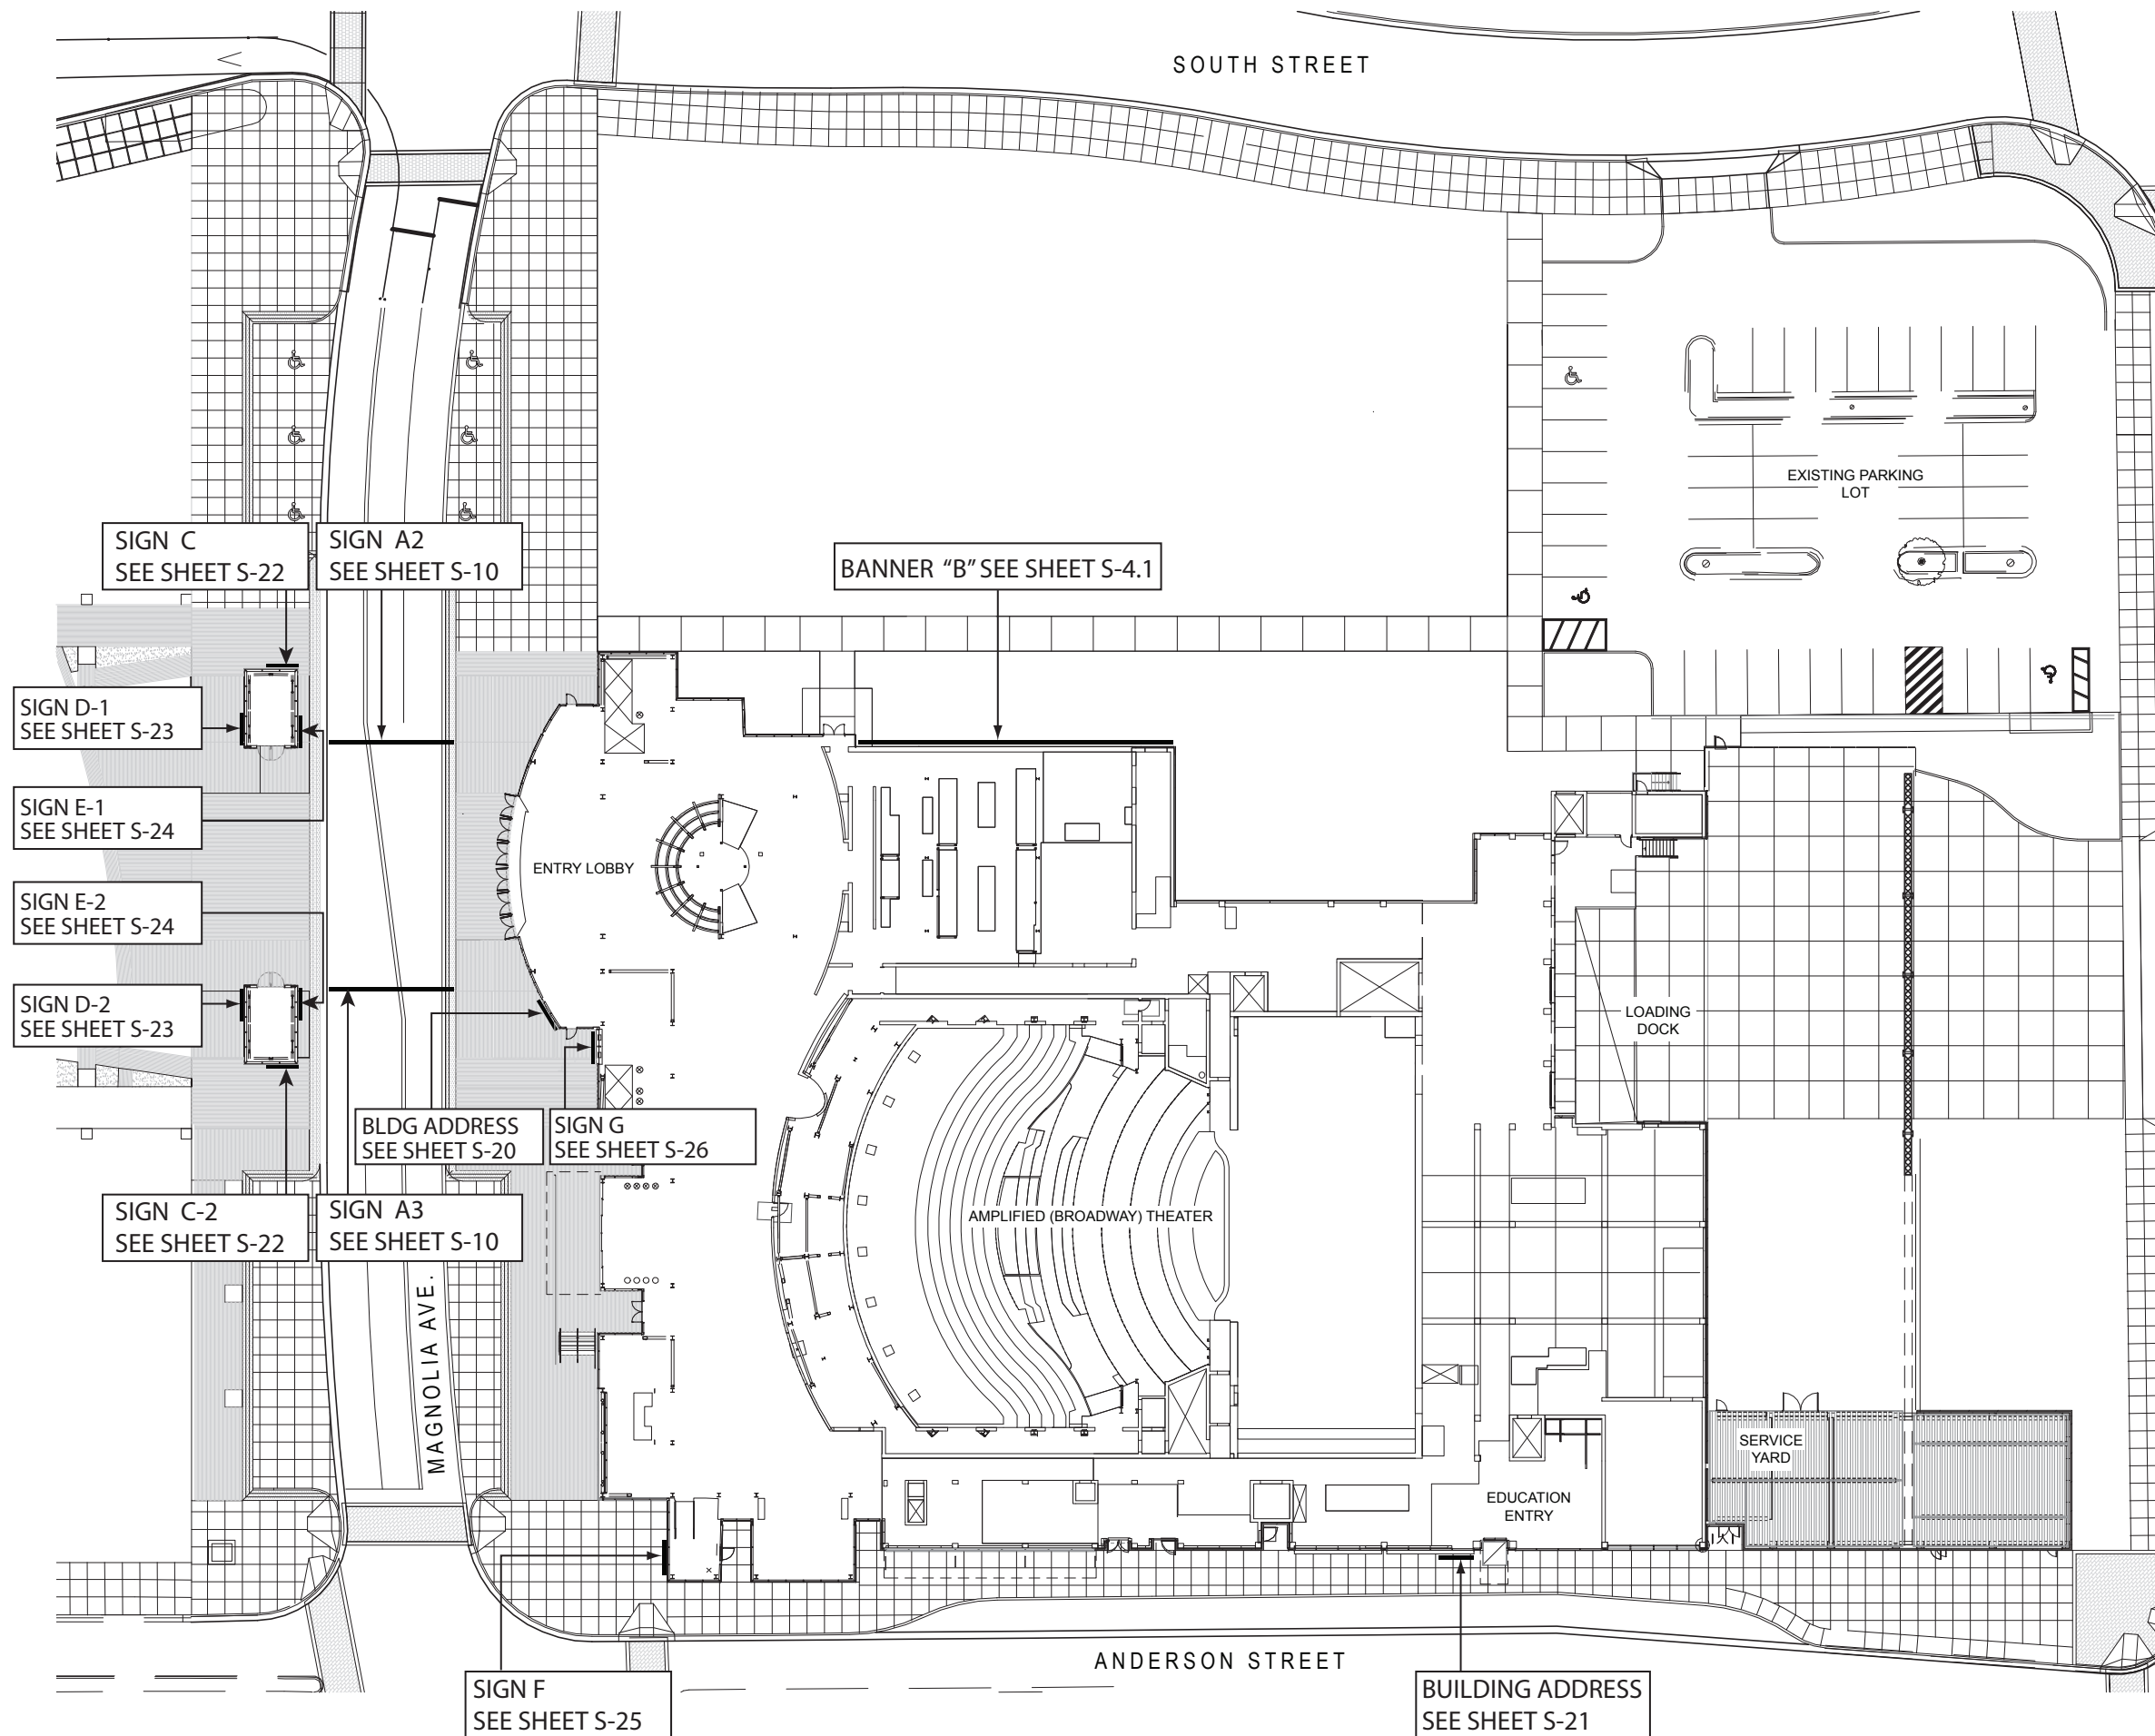 SOUTH STREET
EXISTING PARKING
LOT
SIGN C
SEE SHEET S-22
SIGN A2
SEE SHEET S-10
BANNER “B” SEE SHEET S-4.1
SIGN D-1
SEE SHEET S-23
SIGN E-1
SEE SHEET S-24
ENTRY LOBBY
SIGN E-2
SEE SHEET S-24
SIGN D-2
SEE SHEET S-23
LOADING
DOCK
BLDG ADDRESS
SEE SHEET S-20
SIGN G
SEE SHEET S-26
SIGN C-2
SEE SHEET S-22
SIGN A3
SEE SHEET S-10
AMPLIFIED (BROADWAY) THEATER
MAGNOLIA AVE.
SERVICE
YARD
EDUCATION
ENTRY
ANDERSON STREET
SIGN F
SEE SHEET S-25
BUILDING ADDRESS
SEE SHEET S-21